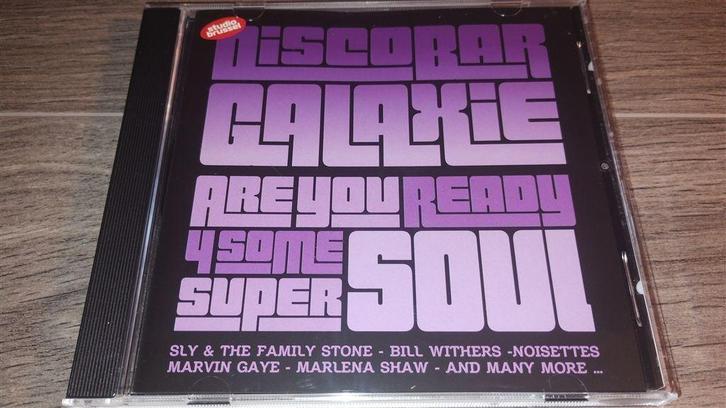 studio
brussel
DISCOBAR
GALAXIE
ARE YOU READY
4 SOME
SUPER SOUL
SLY & THE FAMILY STONE - BILL WITHERS -NOISETTES
MARVIN GAYE - MARLENA SHAW - AND MANY MORE ...